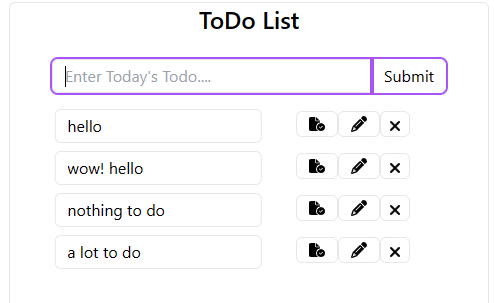 ToDo List
Enter Today's Todo....
Submit
hello
wow! hello
nothing to do
a lot to do